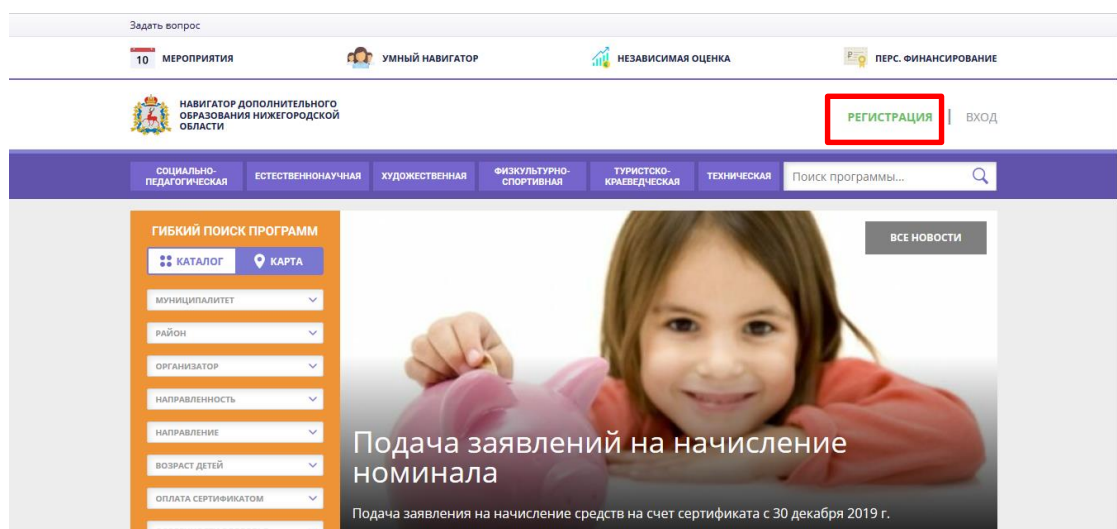 Задать вопрос
10 МЕРОПРИЯТИЯ
УМНЫЙ НАВИГАТОР
НЕЗАВИСИМАЯ ОЦЕНКА
ПЕРС. ФИНАНСИРОВАНИЕ
НАВИГАТОР ДОПОЛНИТЕЛЬНОГО
ОБРАЗОВАНИЯ НИЖЕГОРОДСКОЙ
ОБЛАСТИ
РЕГИСТРАЦИЯ | ВХОД
СОЦИАЛЬНО-
ПЕДАГОГИЧЕСКАЯ
ЕСТЕСТВЕННОНАУЧНАЯ
ХУДОЖЕСТВЕННАЯ
ФИЗКУЛЬТУРНО-
СПОРТИВНАЯ
ТУРИСТСКО-
КРАЕВЕДЧЕСКАЯ
ТЕХНИЧЕСКАЯ
Поиск программы...
ГИБКИЙ ПОИСК ПРОГРАММ
КАТАЛОГ
КАРТА
МУНИЦИПАЛИТЕТ
РАЙОН
ОРГАНИЗАТОР
НАПРАВЛЕННОСТЬ
НАПРАВЛЕНИЕ
ВОЗРАСТ ДЕТЕЙ
ОПЛАТА СЕРТИФИКАТОМ
ВСЕ НОВОСТИ
Подача заявлений на начисление
номинала
Подача заявления на начисление средств на счет сертификата с 30 декабря 2019 г.